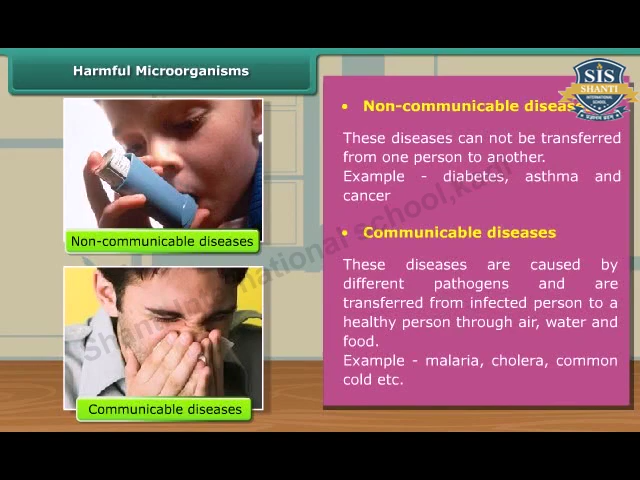 Harmful Microorganisms
SIS
SHANTI
INTERNATIONAL
SCHOOL
• Non-communicable diseas
These diseases can not be transferred
from one person to another.
Example - diabetes, asthma and
cancer
Non-communicable diseases
• Communicable diseases
These diseases are caused by
different pathogens and are
transferred from infected person to a
healthy person through air, water and
food.
Example - malaria, cholera, common
cold etc.
Communicable diseases